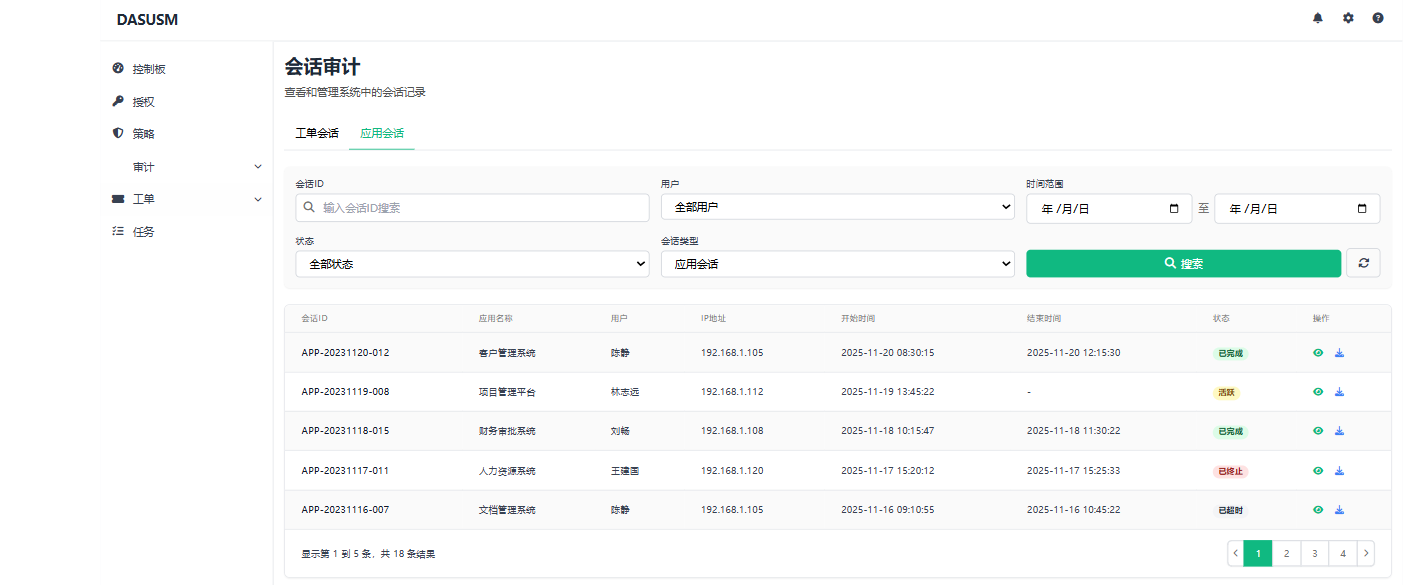 DASUSM
控制板
授权
策略
审计
工单
任务
会话审计
查看和管理系统中的会话记录
工单会话 应用会话
会话ID 用户 时间范围
输入会话ID搜索 全部用户 年 /月/日 至 年 /月/日
状态 会话类型
全部状态 应用会话 搜索
会话ID 应用名称 用户 IP地址 开始时间 结束时间 状态 操作
APP-20231120-012 客户管理系统 陈静 192.168.1.105 2025-11-20 08:30:15 2025-11-20 12:15:30 已完成
APP-20231119-008 项目管理平台 林志远 192.168.1.112 2025-11-19 13:45:22 - 活跃
APP-20231118-015 财务审批系统 刘畅 192.168.1.108 2025-11-18 10:15:47 2025-11-18 11:30:22 已完成
APP-20231117-011 人力资源系统 王建国 192.168.1.120 2025-11-17 15:20:12 2025-11-17 15:25:33 已终止
APP-20231116-007 文档管理系统 陈静 192.168.1.105 2025-11-16 09:10:55 2025-11-16 10:45:22 已超时
显示第 1 到 5 条，共 18 条结果 1 2 3 4